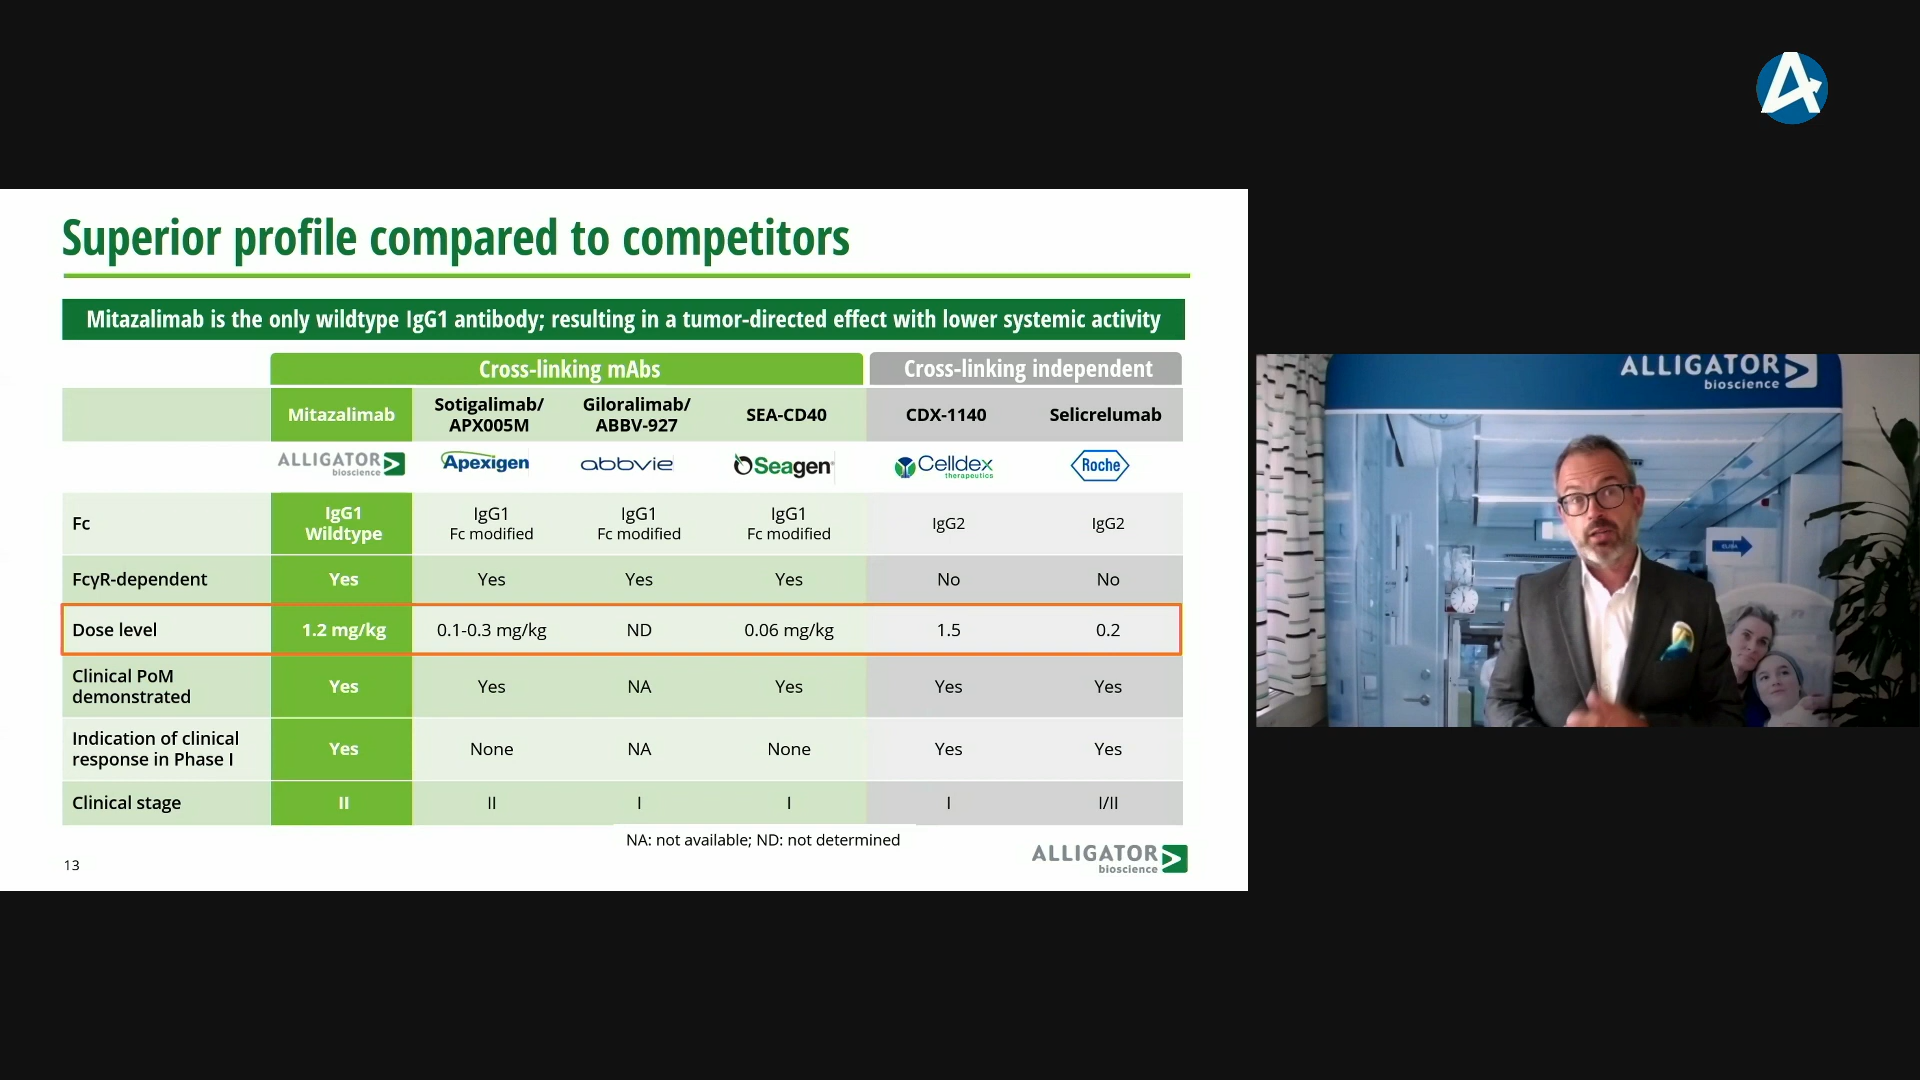 Superior profile compared to competitors
Mitazalimab is the only wildtype IgG1 antibody; resulting in a tumor-directed effect with lower systemic activity
Cross-linking mAbs Cross-linking independent
Mitazalimab Sotigalimab/ APX005M Giloralimab/ ABBV-927 SEA-CD40 CDX-1140 Selicrelumab
ALLIGATOR bioscience Apexigen abbvie Seagen Celldex therapeutics Roche
Fc IgG1 Wildtype IgG1 Fc modified IgG1 Fc modified IgG1 Fc modified IgG2 IgG2
FcγR-dependent Yes Yes Yes Yes No No
Dose level 1.2 mg/kg 0.1-0.3 mg/kg ND 0.06 mg/kg 1.5 0.2
Clinical PoM demonstrated Yes Yes NA Yes Yes Yes
Indication of clinical response in Phase I Yes None NA None Yes Yes
Clinical stage II II I I I I/II
NA: not available; ND: not determined
13
ALLIGATOR
bioscience
ALLIGATOR
bioscience